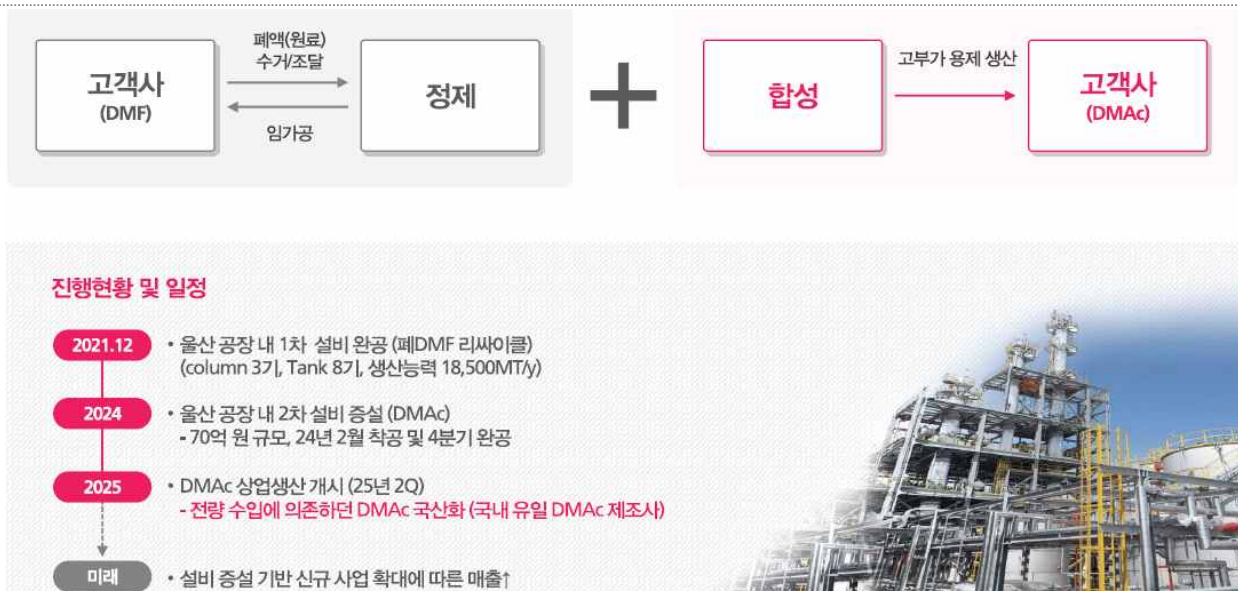 고객사
(DMF)
폐액(원료)
수거/조달
임가공
정제
+
합성
고부가 용제 생산
고객사
(DMAc)
진행현황 및 일정
2021.12
• 울산 공장 내 1차 설비 완공 (폐DMF 리싸이클)
(column 3기, Tank 8기, 생산능력 18,500MT/y)
2024
• 울산 공장 내 2차 설비 증설 (DMAc)
- 70억 원 규모, 24년 2월 착공 및 4분기 완공
2025
• DMAc 상업생산 개시 (25년 2Q)
- 전량 수입에 의존하던 DMAc 국산화 (국내 유일 DMAc 제조사)
미래
• 설비 증설 기반 신규 사업 확대에 따른 매출↑